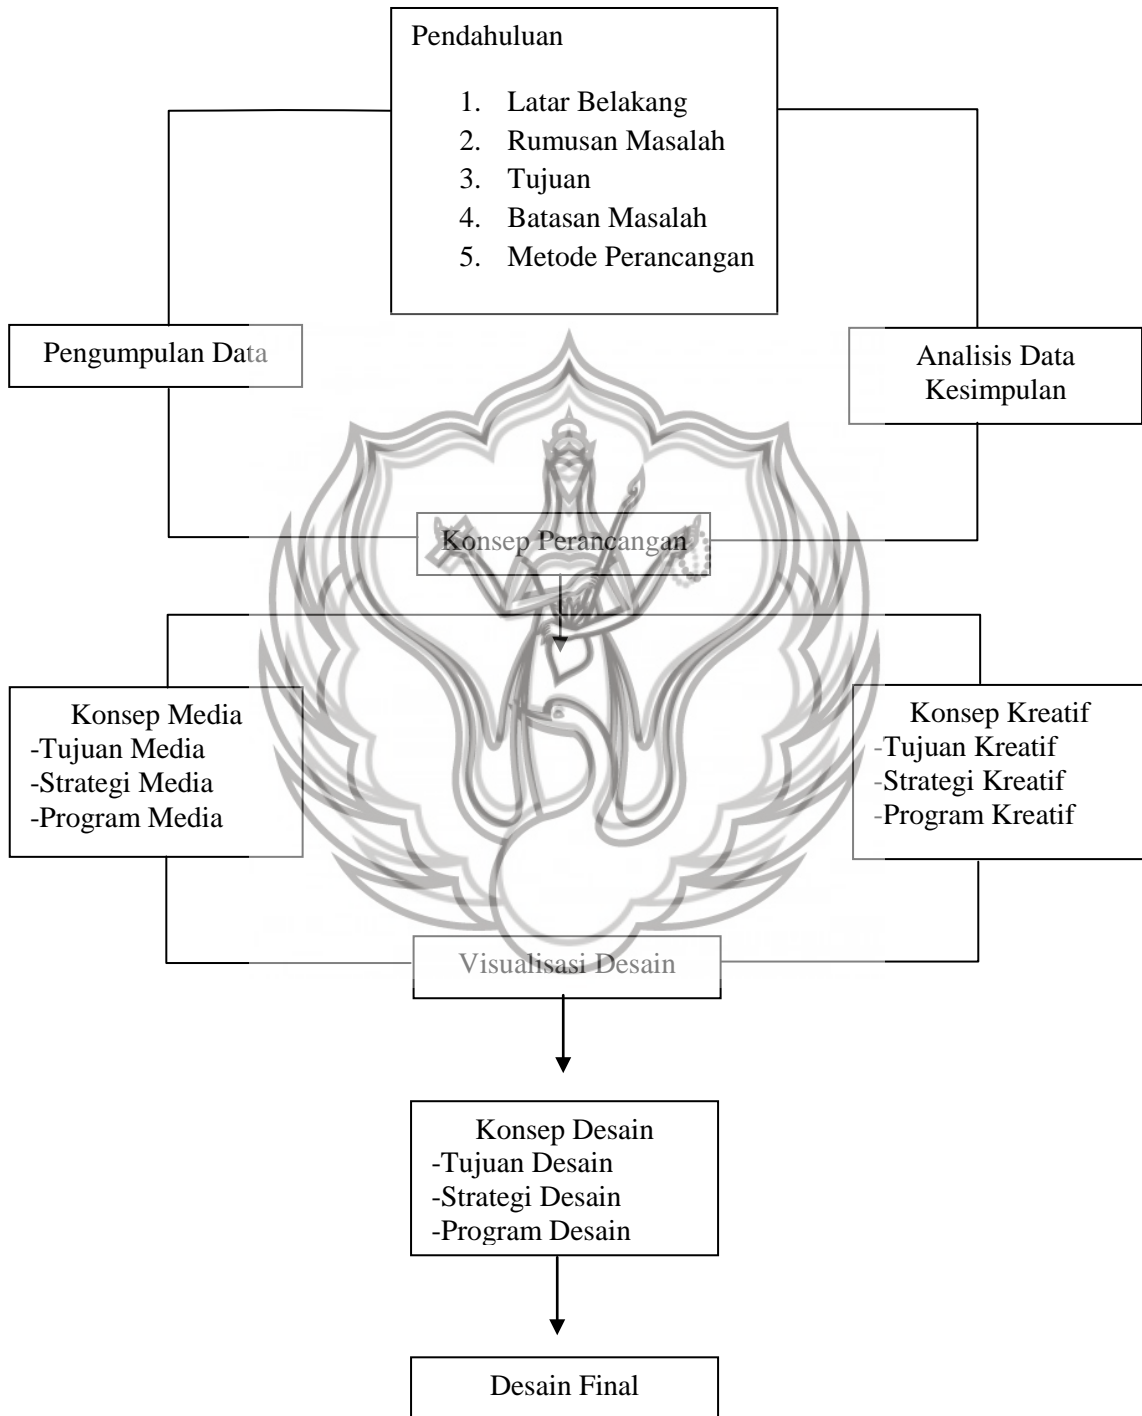 Pendahuluan
1. Latar Belakang
2. Rumusan Masalah
3. Tujuan
4. Batasan Masalah
5. Metode Perancangan
Pengumpulan Data
Analisis Data
Kesimpulan
Konsep Perancangan
Konsep Media
-Tujuan Media
-Strategi Media
-Program Media
Konsep Kreatif
-Tujuan Kreatif
-Strategi Kreatif
-Program Kreatif
Visualisasi Desain
Konsep Desain
-Tujuan Desain
-Strategi Desain
-Program Desain
Desain Final